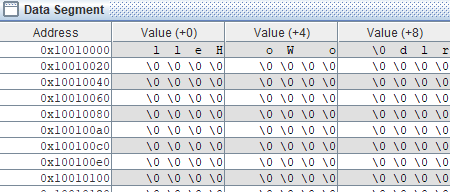 Data Segment
Address Value (+0) Value (+4) Value (+8)
0x10010000 l l e H o W   o \0 d l r
0x10010020 \0 \0 \0 \0 \0 \0 \0 \0 \0 \0 \0 \0
0x10010040 \0 \0 \0 \0 \0 \0 \0 \0 \0 \0 \0 \0
0x10010060 \0 \0 \0 \0 \0 \0 \0 \0 \0 \0 \0 \0
0x10010080 \0 \0 \0 \0 \0 \0 \0 \0 \0 \0 \0 \0
0x100100a0 \0 \0 \0 \0 \0 \0 \0 \0 \0 \0 \0 \0
0x100100c0 \0 \0 \0 \0 \0 \0 \0 \0 \0 \0 \0 \0
0x100100e0 \0 \0 \0 \0 \0 \0 \0 \0 \0 \0 \0 \0
0x10010100 \0 \0 \0 \0 \0 \0 \0 \0 \0 \0 \0 \0